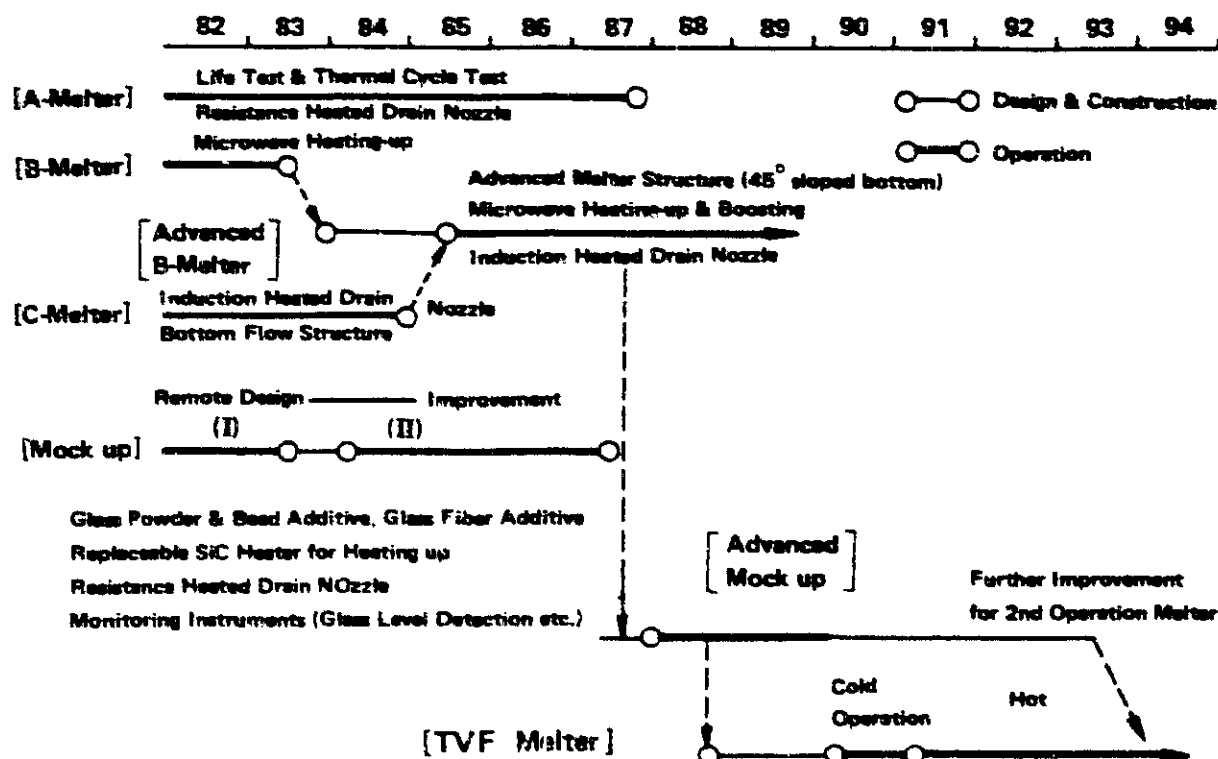 82 83 84 85 86 87 88 89 90 91 92 93 94
Life Test & Thermal Cycle Test
[A-Melter]
Resistance Heated Drain Nozzle
Design & Construction
Microwave Heating-up
[B-Melter]
Operation
Advanced Melter Structure (45° sloped bottom)
Microwave Heating-up & Boosting
[Advanced B-Melter]
Induction Heated Drain Nozzle
Induction Heated Drain Nozzle
[C-Melter]
Bottom Flow Structure
Remote Design Improvement
(I) (II)
[Mock up]
Glass Powder & Bead Additive, Glass Fiber Additive
Replaceable SiC Heater for Heating up
Resistance Heated Drain NOzzle
Monitoring Instruments (Glass Level Detection etc.)
[Advanced Mock up]
Further Improvement
for 2nd Operation Melter
Cold
Operation
Hot
[TVF Melter]